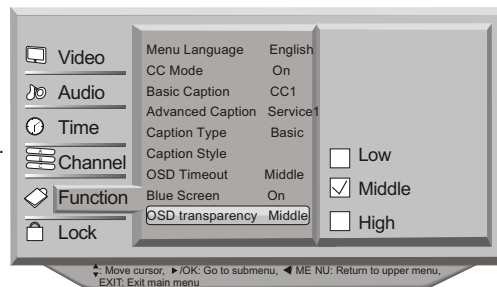 Video
Audio
Time
Channel
Function
Lock
Menu Language English
CC Mode On
Basic Caption CC1
Advanced Caption Service1
Caption Type Basic
Caption Style
OSD Timeout Middle
Blue Screen On
OSD transparency Middle
Low
Middle
High
: Move cursor, ▶/OK: Go to submenu, ◀ ME NU: Return to upper menu,
EXIT: Exit main menu